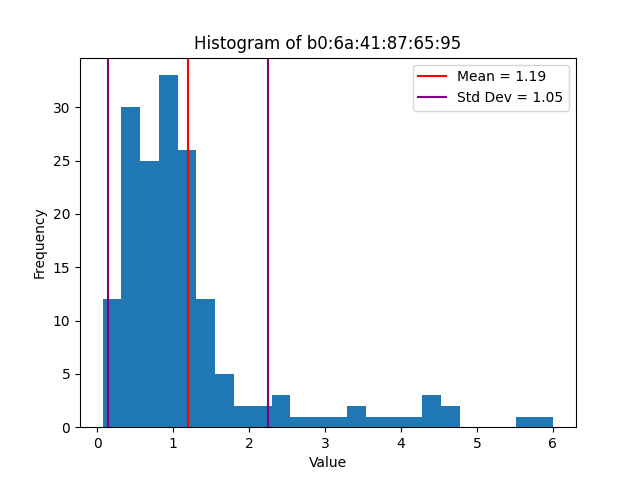 Histogram of b0:6a:41:87:65:95
Mean = 1.19
Std Dev = 1.05
Frequency
30
25
20
15
10
5
0
0 1 2 3 4 5 6
Value